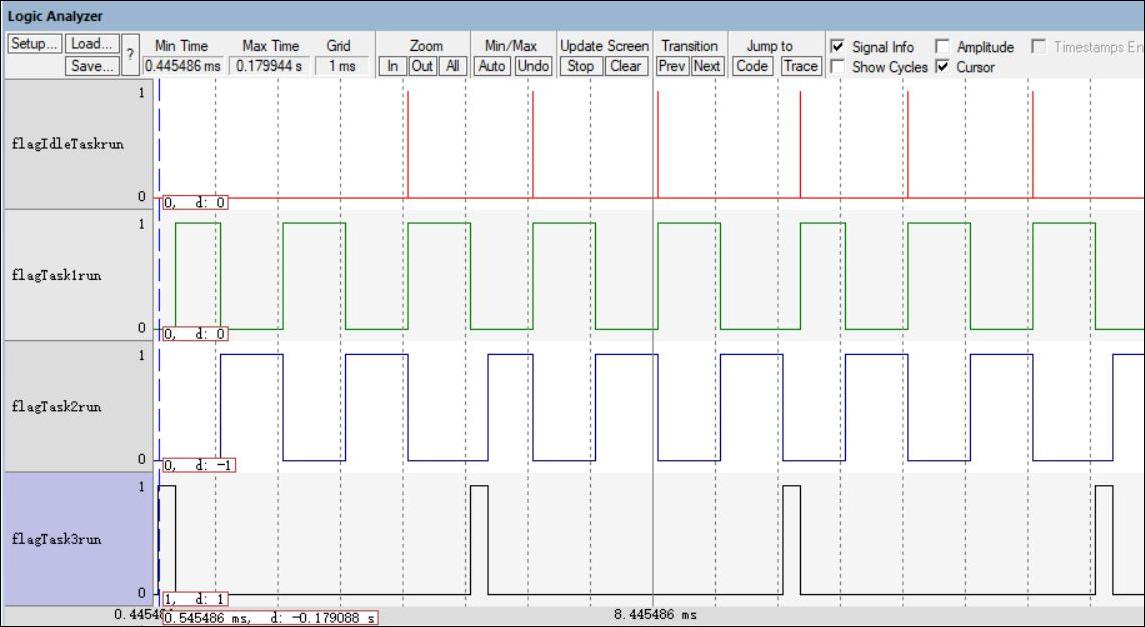 Logic Analyzer
Setup... Load... ? Min Time Max Time Grid Zoom Min/Max Update Screen Transition Jump to Signal Info Amplitude Timestamps En
Save... 0.445486 ms 0.179944 s 1 ms In Out All Auto Undo Stop Clear Prev Next Code Trace Show Cycles Cursor
1
flagIdleTaskrun
0
0, d: 0
1
flagTask1run
0
0, d: 0
1
flagTask2run
0
0, d: -1
1
flagTask3run
0
1, d: 1
0.44548 8.445486 ms
0.545486 ms, d: -0.179088 s